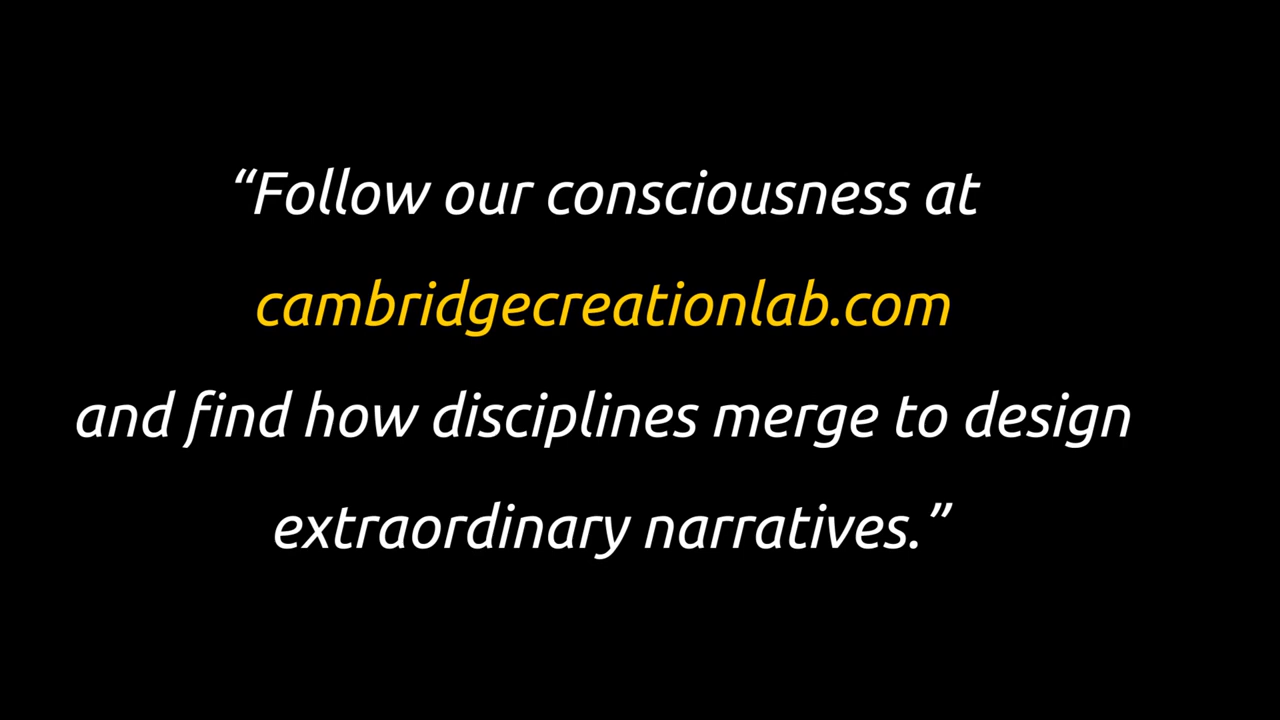 “Follow our consciousness at
cambridgecreationlab.com
and find how disciplines merge to design
extraordinary narratives.”